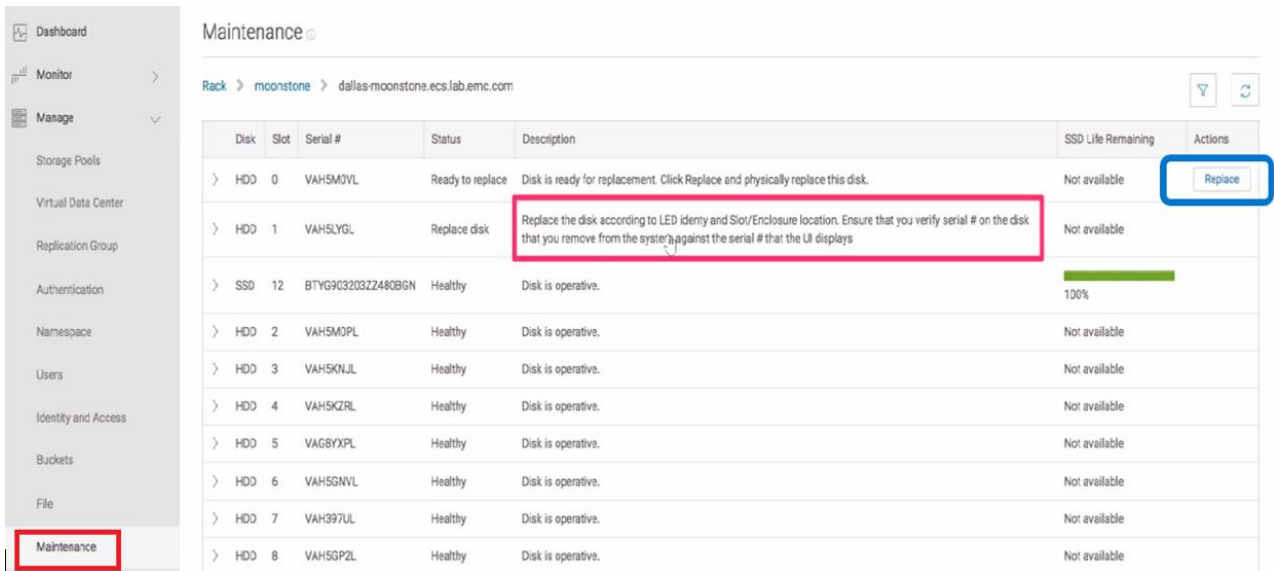 Dashboard
Monitor
Manage
Storage Pools
Virtual Data Center
Replication Group
Authentication
Namespace
Users
Identity and Access
Buckets
File
Maintenance
Maintenance
Rack > moonstone > dallas-moonstone.ecs.lab.emc.com
Disk Slot Serial # Status Description SSD Life Remaining Actions
HDD 0 VAH5M0VL Ready to replace Disk is ready for replacement. Click Replace and physically replace this disk. Not available Replace
HDD 1 VAH5LYGL Replace disk Replace the disk according to LED identy and Slot/Enclosure location. Ensure that you verify serial # on the disk
that you remove from the system against the serial # that the UI displays Not available
SSD 12 BTYG903203ZZ480BGN Healthy Disk is operative. 100%
HDD 2 VAH5M0PL Healthy Disk is operative. Not available
HDD 3 VAH5KNJL Healthy Disk is operative. Not available
HDD 4 VAH5KZRL Healthy Disk is operative. Not available
HDD 5 VAG8YXPL Healthy Disk is operative. Not available
HDD 6 VAH5GNVL Healthy Disk is operative. Not available
HDD 7 VAH397UL Healthy Disk is operative. Not available
HDD 8 VAH5GP2L Healthy Disk is operative. Not available